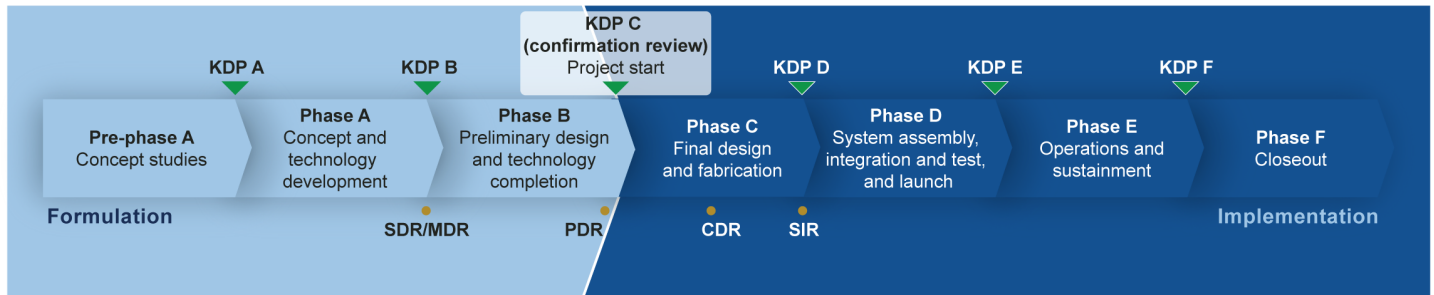 KDP C
(confirmation review)
Project start
KDP A
KDP B
KDP D
KDP E
KDP F
Pre-phase A
Concept studies
Phase A
Concept and
technology
development
Phase B
Preliminary design
and technology
completion
Phase C
Final design
and fabrication
Phase D
System assembly,
integration and test,
and launch
Phase E
Operations and
sustainment
Phase F
Closeout
Formulation
Implementation
SDR/MDR
PDR
CDR
SIR